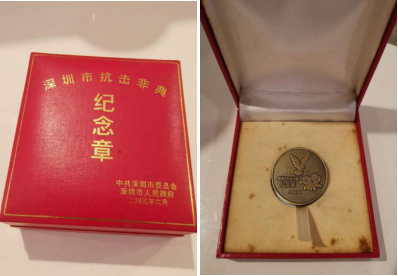 深圳市抗击非典
纪念章
中共深圳市委员会
深圳市人民政府
二〇〇三年六月